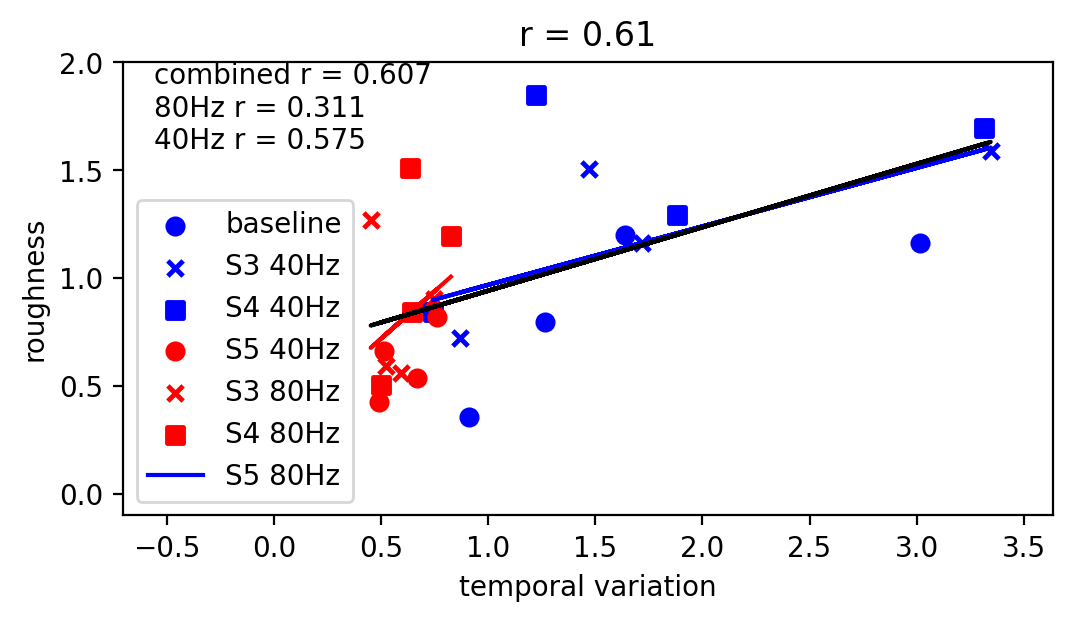 r = 0.61
combined r = 0.607
80Hz r = 0.311
40Hz r = 0.575
baseline
S3 40Hz
S4 40Hz
S5 40Hz
S3 80Hz
S4 80Hz
S5 80Hz
roughness
2.0
1.5
1.0
0.5
0.0
−0.5 0.0 0.5 1.0 1.5 2.0 2.5 3.0 3.5
temporal variation